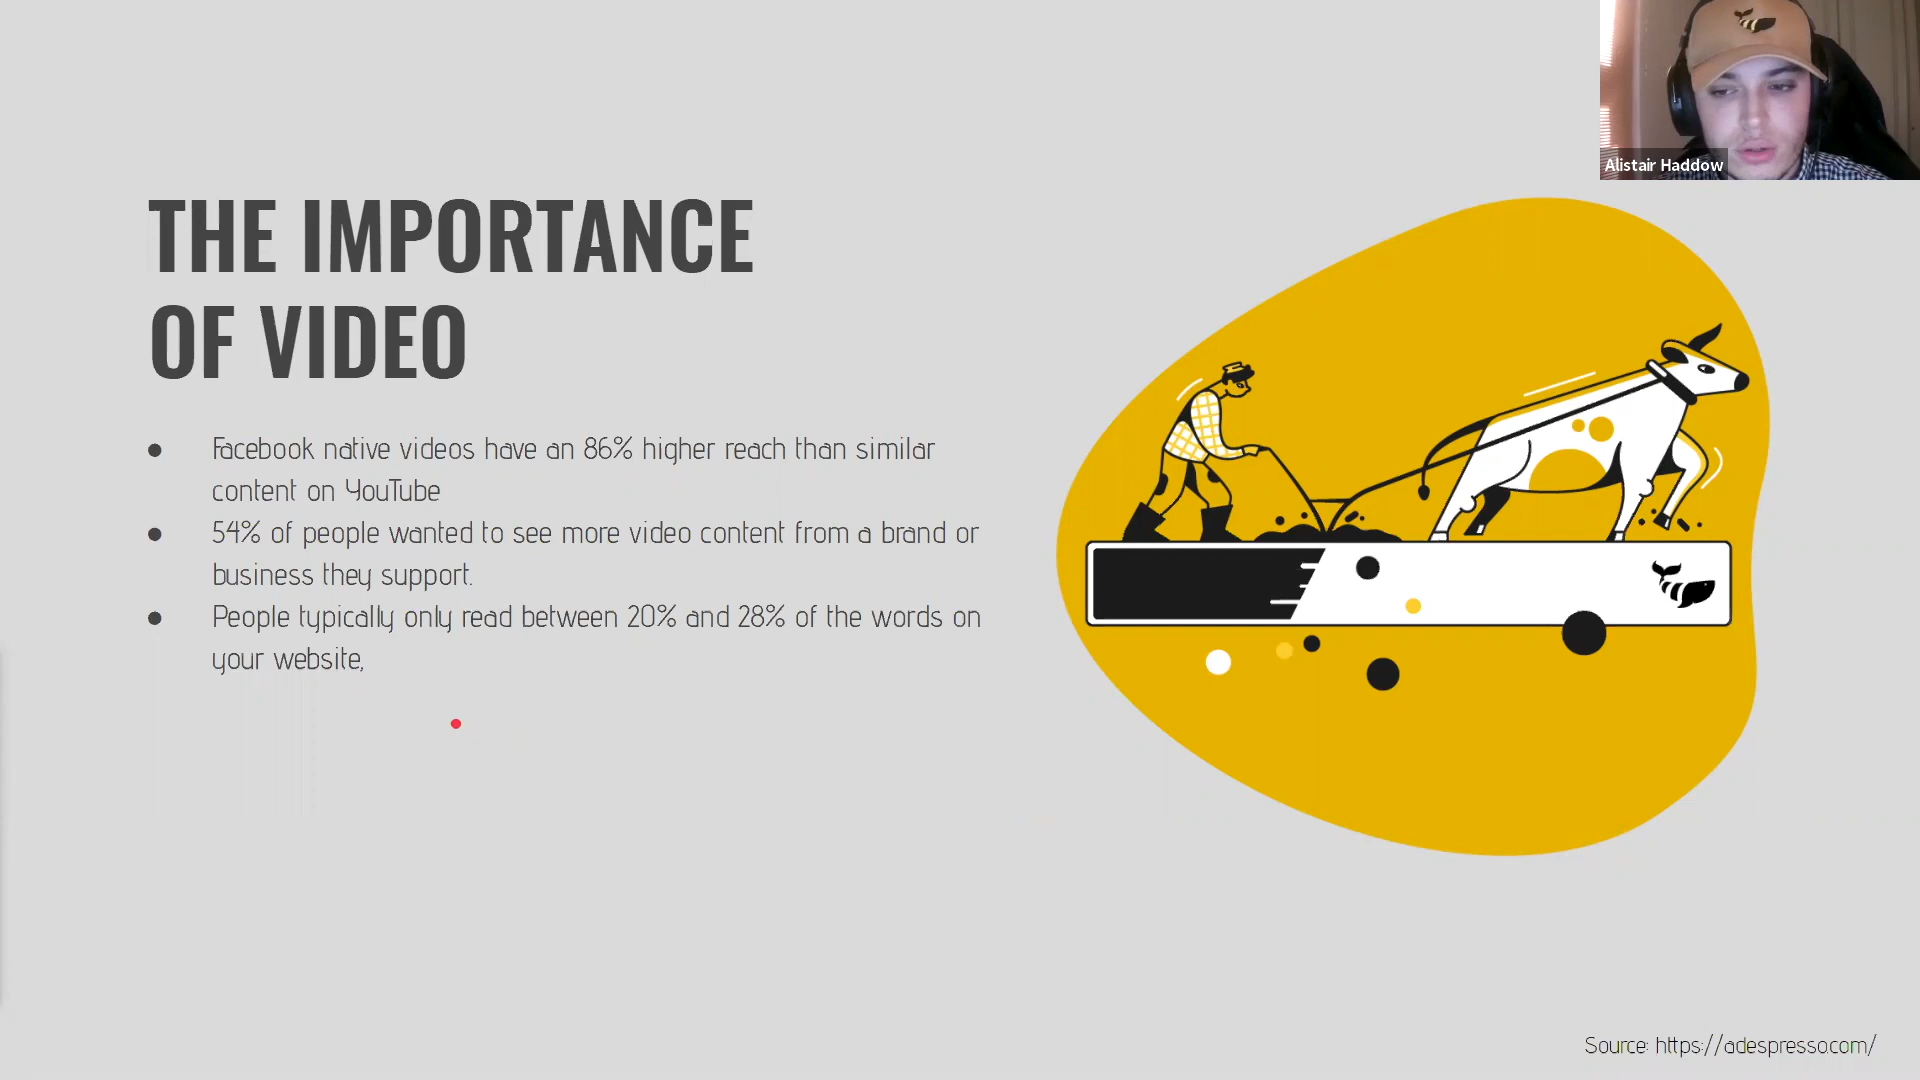 Alistair Haddow
THE IMPORTANCE
OF VIDEO
● Facebook native videos have an 86% higher reach than similar
content on YouTube
● 54% of people wanted to see more video content from a brand or
business they support.
● People typically only read between 20% and 28% of the words on
your website,
Source: https://adespresso.com/